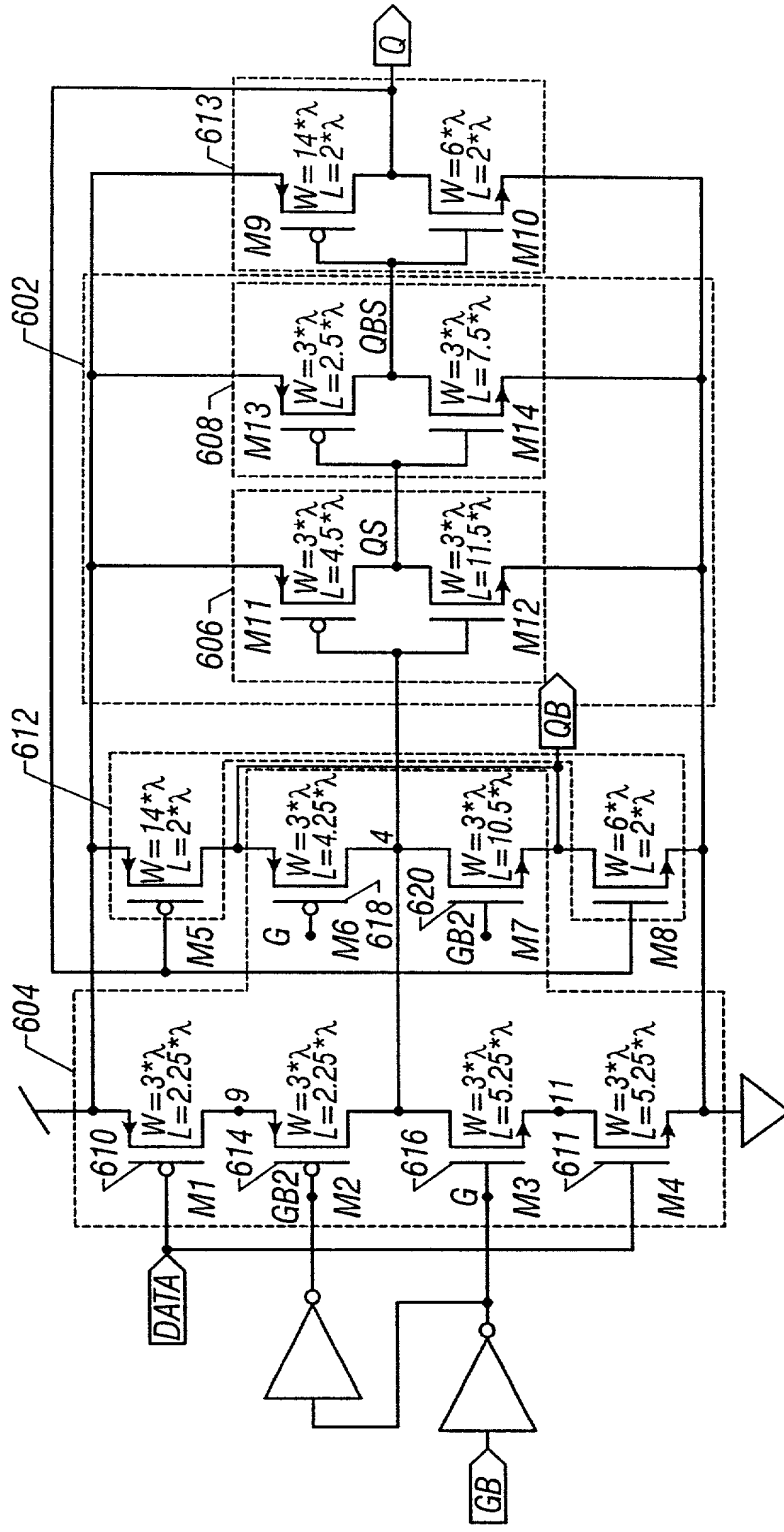 602
612
604
613
608
606
610
614
616
611
618
620
DATA
GB
M1
W=3*λ
L=2.25*λ
9
GB2
M2
W=3*λ
L=2.25*λ
G
M3
W=3*λ
L=5.25*λ
11
M4
W=3*λ
L=5.25*λ
M5
W=14*λ
L=2*λ
G
M6
W=3*λ
L=4.25*λ
4
GB2
M7
W=3*λ
L=10.5*λ
M8
W=6*λ
L=2*λ
QB
M11
W=3*λ
L=4.5*λ
QS
M12
W=3*λ
L=11.5*λ
M13
W=3*λ
L=2.5*λ
QBS
M14
W=3*λ
L=7.5*λ
M9
W=14*λ
L=2*λ
M10
W=6*λ
L=2*λ
Q